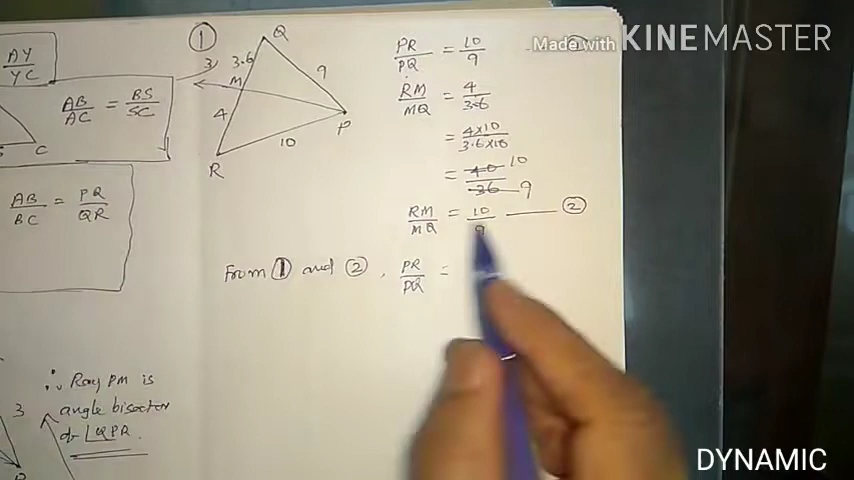 AY
YC
AB
AC
=
BS
SC
C
AB
BC
=
PQ
QR
∴ Ray PM is
angle bisector
of ∠QPR.
3
1
Q
3) 3.6
9
M
4
P
10
R
PR/PQ = 10/9
RM/MQ = 4/3.6
= 4×10/3.6×10
= 40/36 10/9
RM/MQ = 10/9 —— ②
From ① and ②, PR/PQ =
Made with KINEMASTER
DYNAMIC